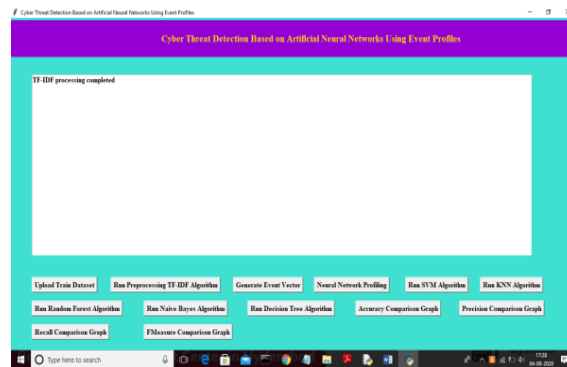 Cyber Threat Detection Based on Artificial Neural Networks Using Event Profiles
Cyber Threat Detection Based on Artificial Neural Networks Using Event Profiles
TF-IDF processing completed
Upload Train Dataset Run Preprocessing TF-IDF Algorithm Generate Event Vector Neural Network Profiling Run SVM Algorithm Run KNN Algorithm
Run Random Forest Algorithm Run Naive Bayes Algorithm Run Decision Tree Algorithm Accuracy Comparison Graph Precision Comparison Graph
Recall Comparison Graph FMeasure Comparison Graph
Type here to search
17:28
04-09-2020